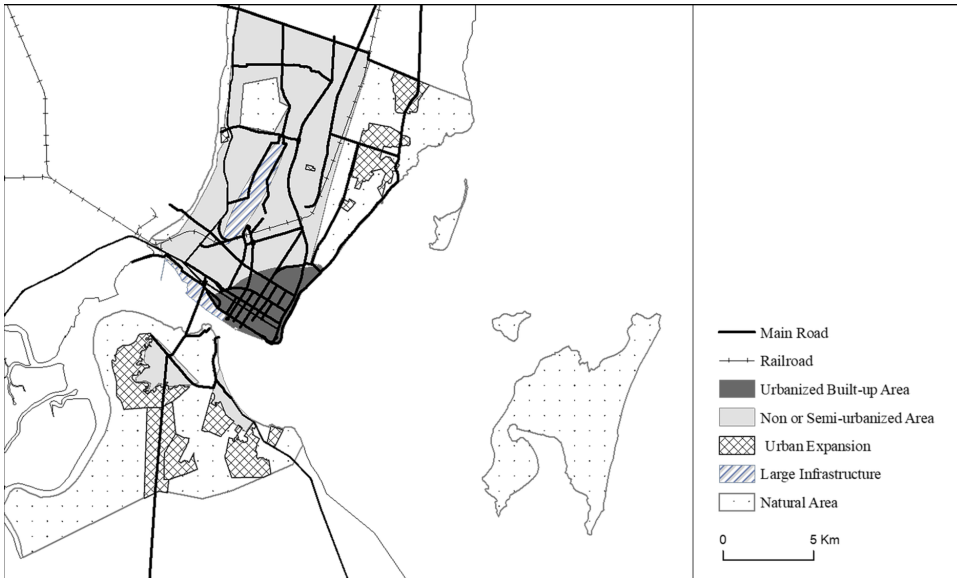 Main Road
Railroad
Urbanized Built-up Area
Non or Semi-urbanized Area
Urban Expansion
Large Infrastructure
Natural Area
0 5 Km